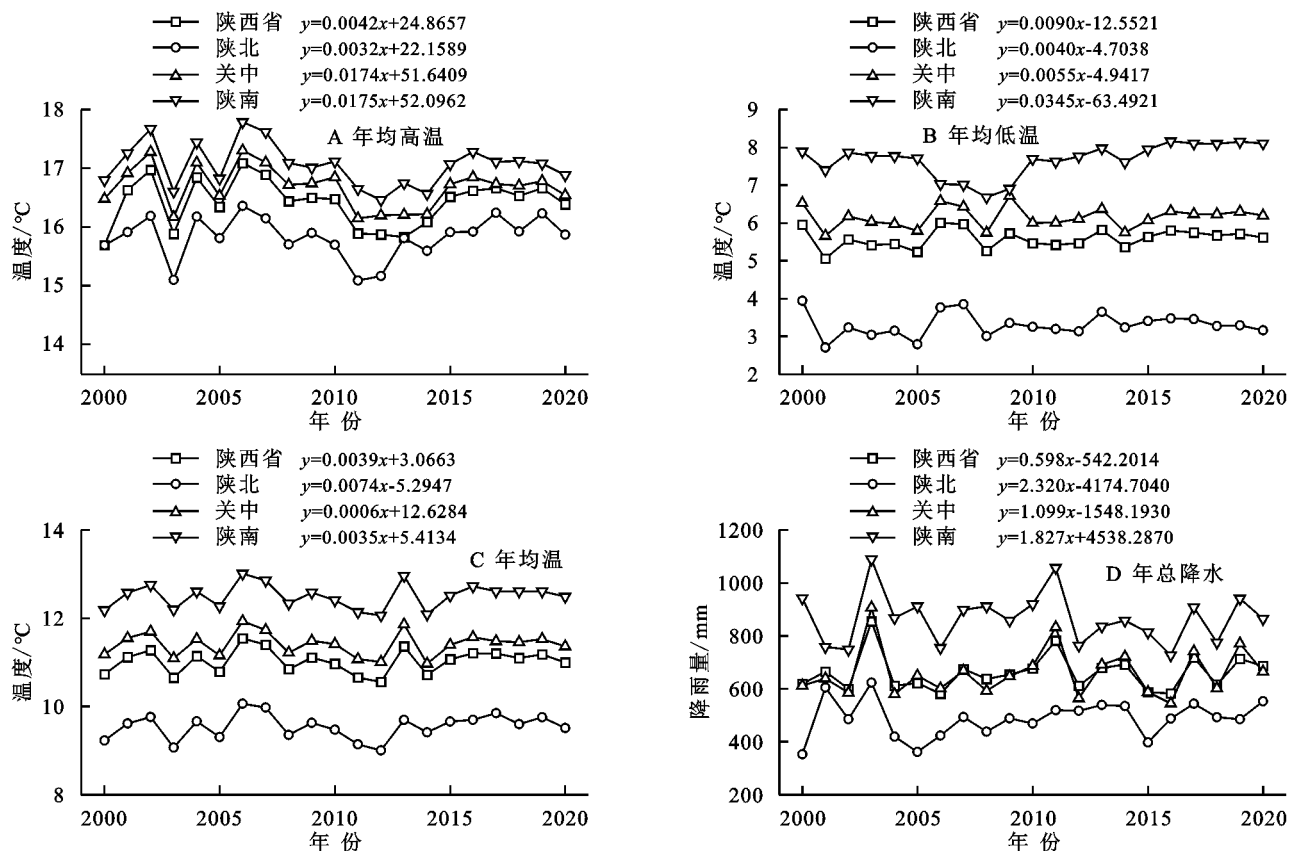 陕西省 y=0.0042x+24.8657
陕北 y=0.0032x+22.1589
关中 y=0.0174x+51.6409
陕南 y=0.0175x+52.0962
A 年均高温
温度/℃
18
17
16
15
14
2000 2005 2010 2015 2020
年份
陕西省 y=0.0090x-12.5521
陕北 y=0.0040x-4.7038
关中 y=0.0055x-4.9417
陕南 y=0.0345x-63.4921
B 年均低温
温度/℃
9
8
7
6
5
4
3
2
2000 2005 2010 2015 2020
年份
陕西省 y=0.0039x+3.0663
陕北 y=0.0074x-5.2947
关中 y=0.0006x+12.6284
陕南 y=0.0035x+5.4134
C 年均温
温度/℃
14
12
10
8
2000 2005 2010 2015 2020
年份
陕西省 y=0.598x-542.2014
陕北 y=2.320x-4174.7040
关中 y=1.099x-1548.1930
陕南 y=1.827x+4538.2870
D 年总降水
降雨量/mm
1200
1000
800
600
400
200
2000 2005 2010 2015 2020
年份